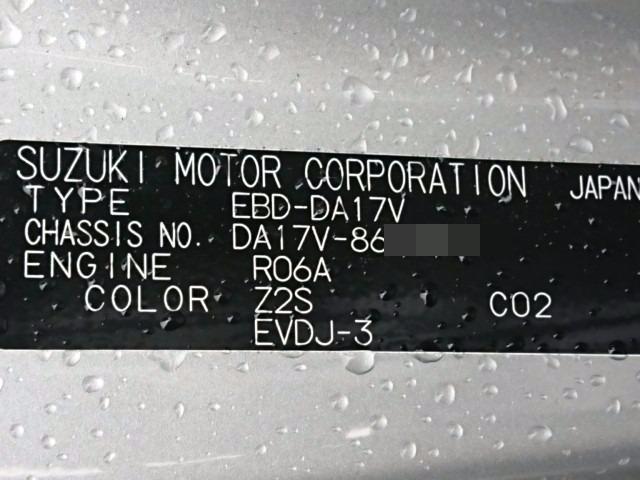 SUZUKI MOTOR CORPORATION JAPAN
TYPE EBD-DA17V
CHASSIS NO. DA17V-86
ENGINE R06A
COLOR Z2S C02
EVDJ-3